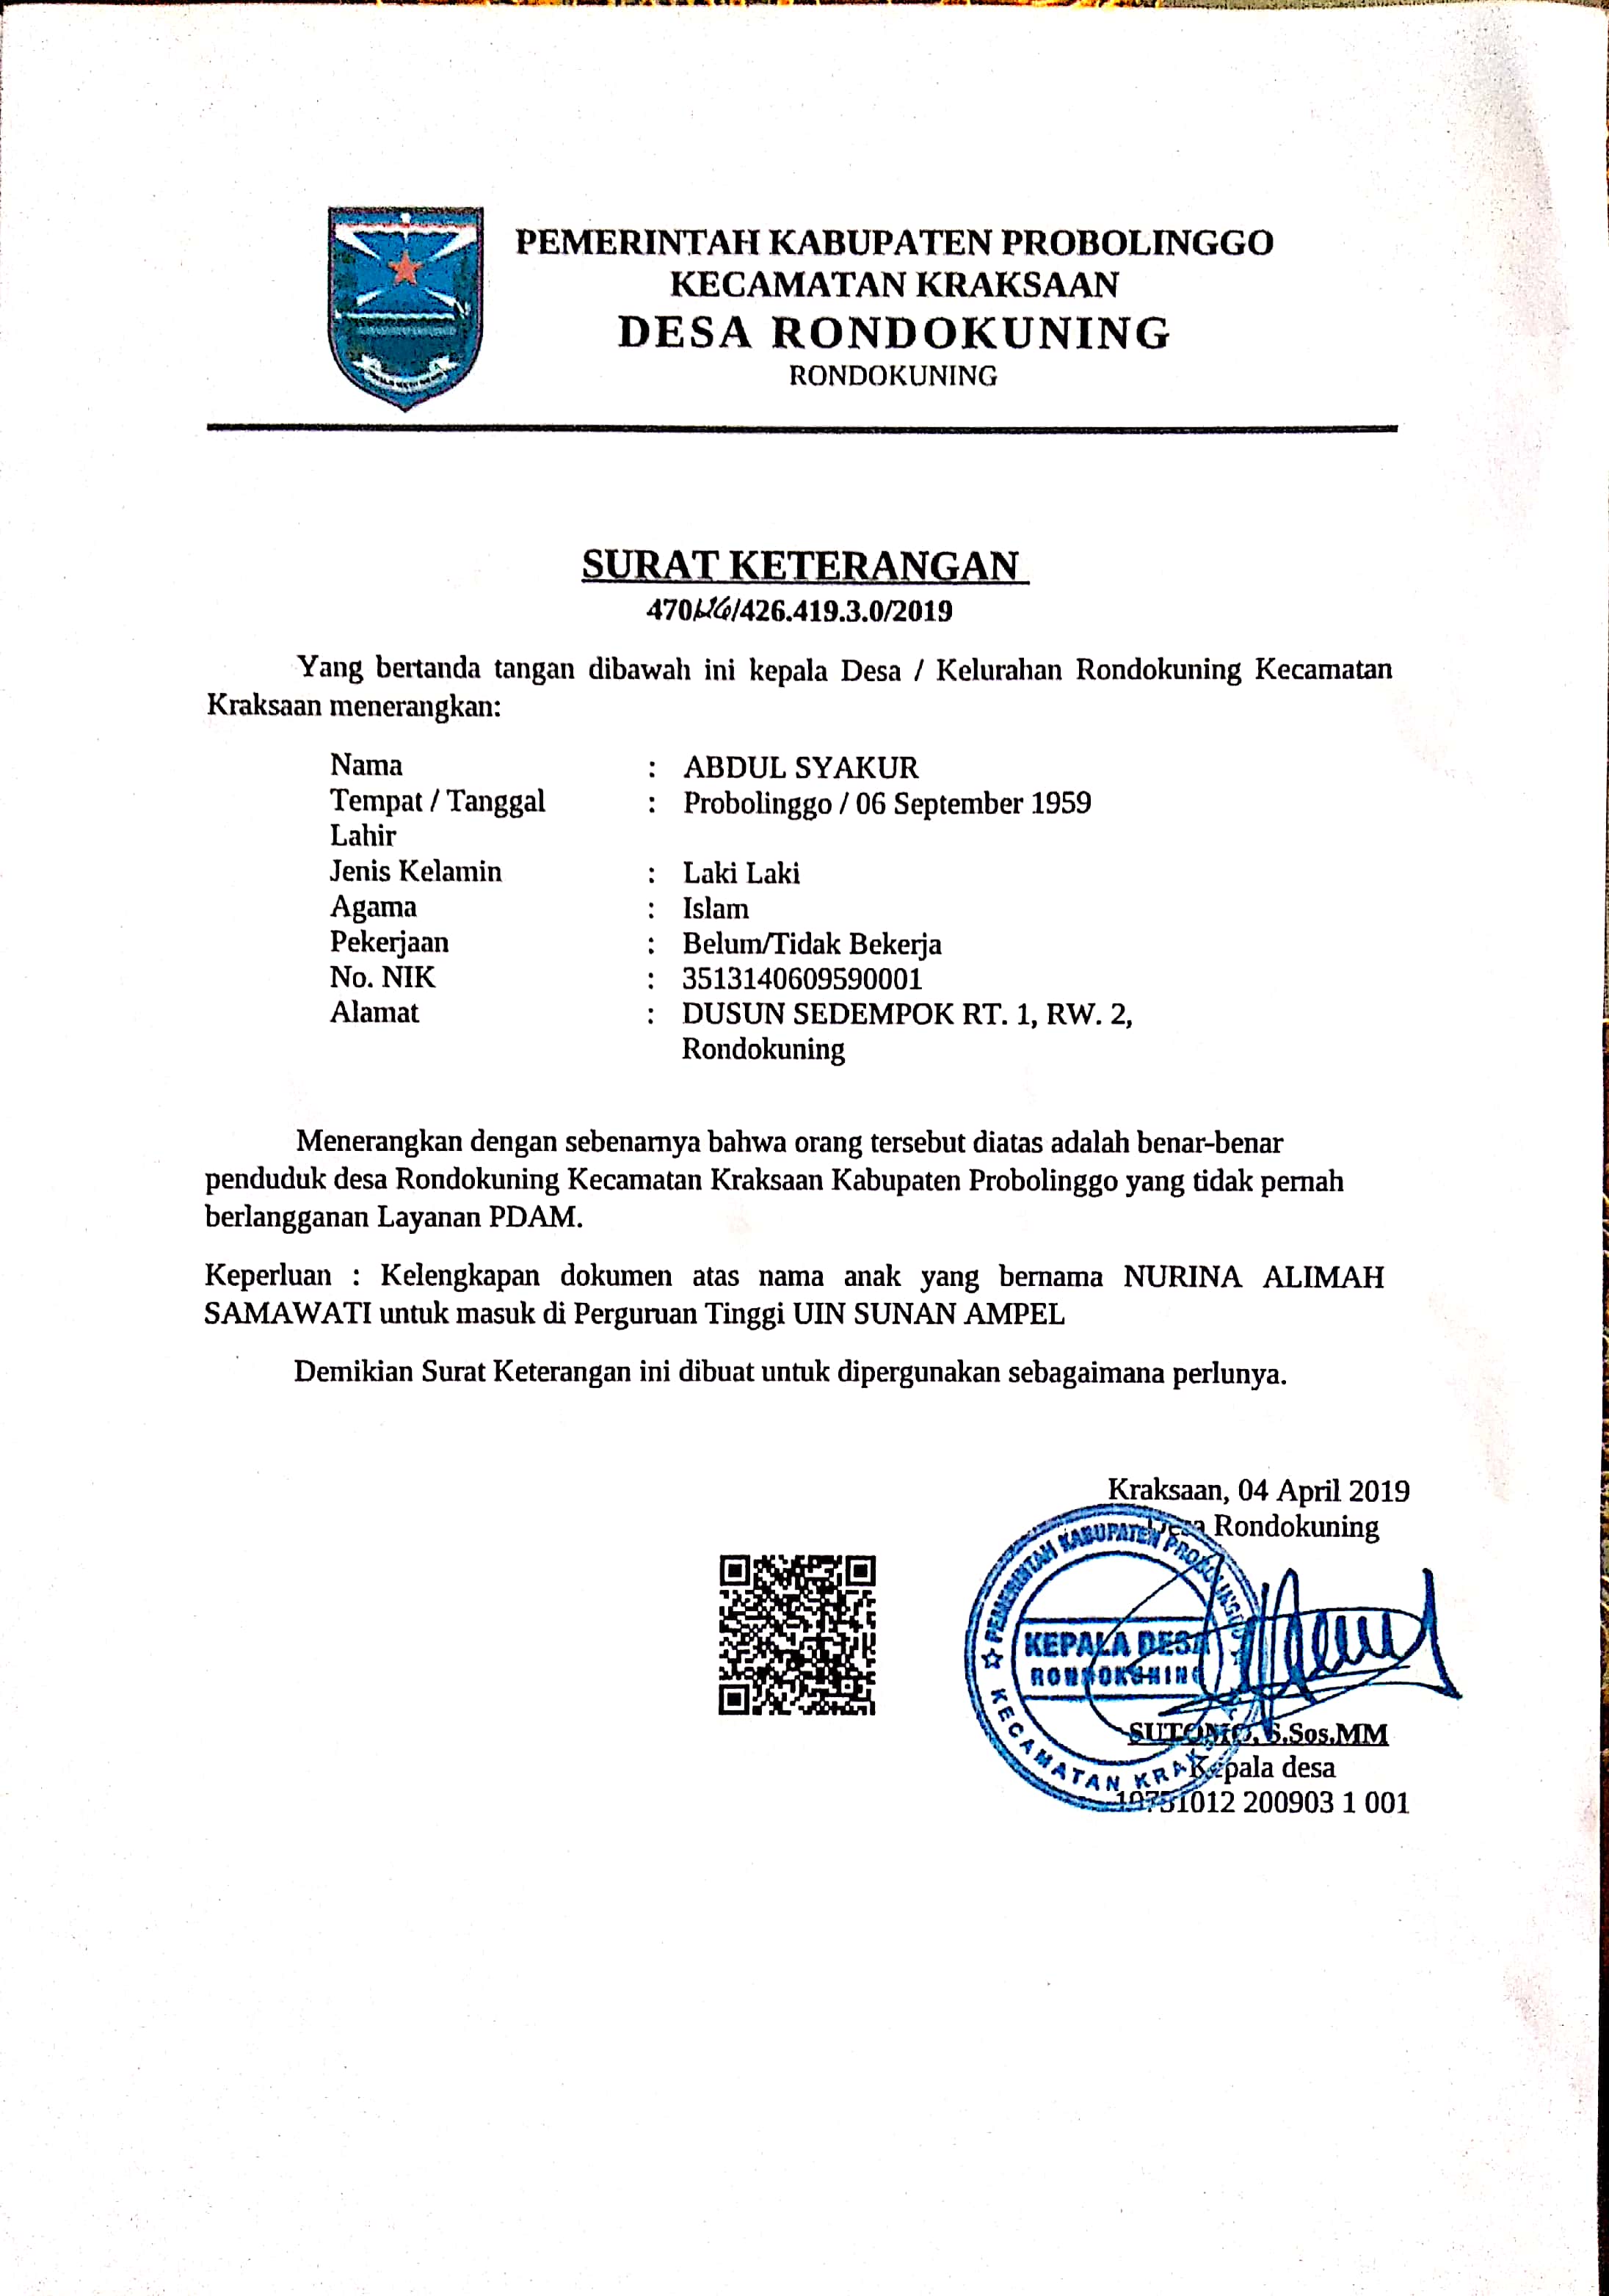 PEMERINTAH KABUPATEN PROBOLINGGO
KECAMATAN KRAKSAAN
DESA RONDOKUNING
RONDOKUNING
SURAT KETERANGAN
470/126/426.419.3.0/2019
Yang bertanda tangan dibawah ini kepala Desa / Kelurahan Rondokuning Kecamatan
Kraksaan menerangkan:
Nama : ABDUL SYAKUR
Tempat / Tanggal : Probolinggo / 06 September 1959
Lahir
Jenis Kelamin : Laki Laki
Agama : Islam
Pekerjaan : Belum/Tidak Bekerja
No. NIK : 3513140609590001
Alamat : DUSUN SEDEMPOK RT. 1, RW. 2,
Rondokuning
Menerangkan dengan sebenarnya bahwa orang tersebut diatas adalah benar-benar
penduduk desa Rondokuning Kecamatan Kraksaan Kabupaten Probolinggo yang tidak pernah
berlangganan Layanan PDAM.
Keperluan : Kelengkapan dokumen atas nama anak yang bernama NURINA ALIMAH
SAMAWATI untuk masuk di Perguruan Tinggi UIN SUNAN AMPEL
Demikian Surat Keterangan ini dibuat untuk dipergunakan sebagaimana perlunya.
Kraksaan, 04 April 2019
Desa Rondokuning
PEMERINTAH KABUPATEN PROBOLINGGO
KEPALA DESA
RONDOKUNING
KECAMATAN KRAKSAAN
SUTOMO, S.Sos,MM
Kepala desa
19751012 200903 1 001